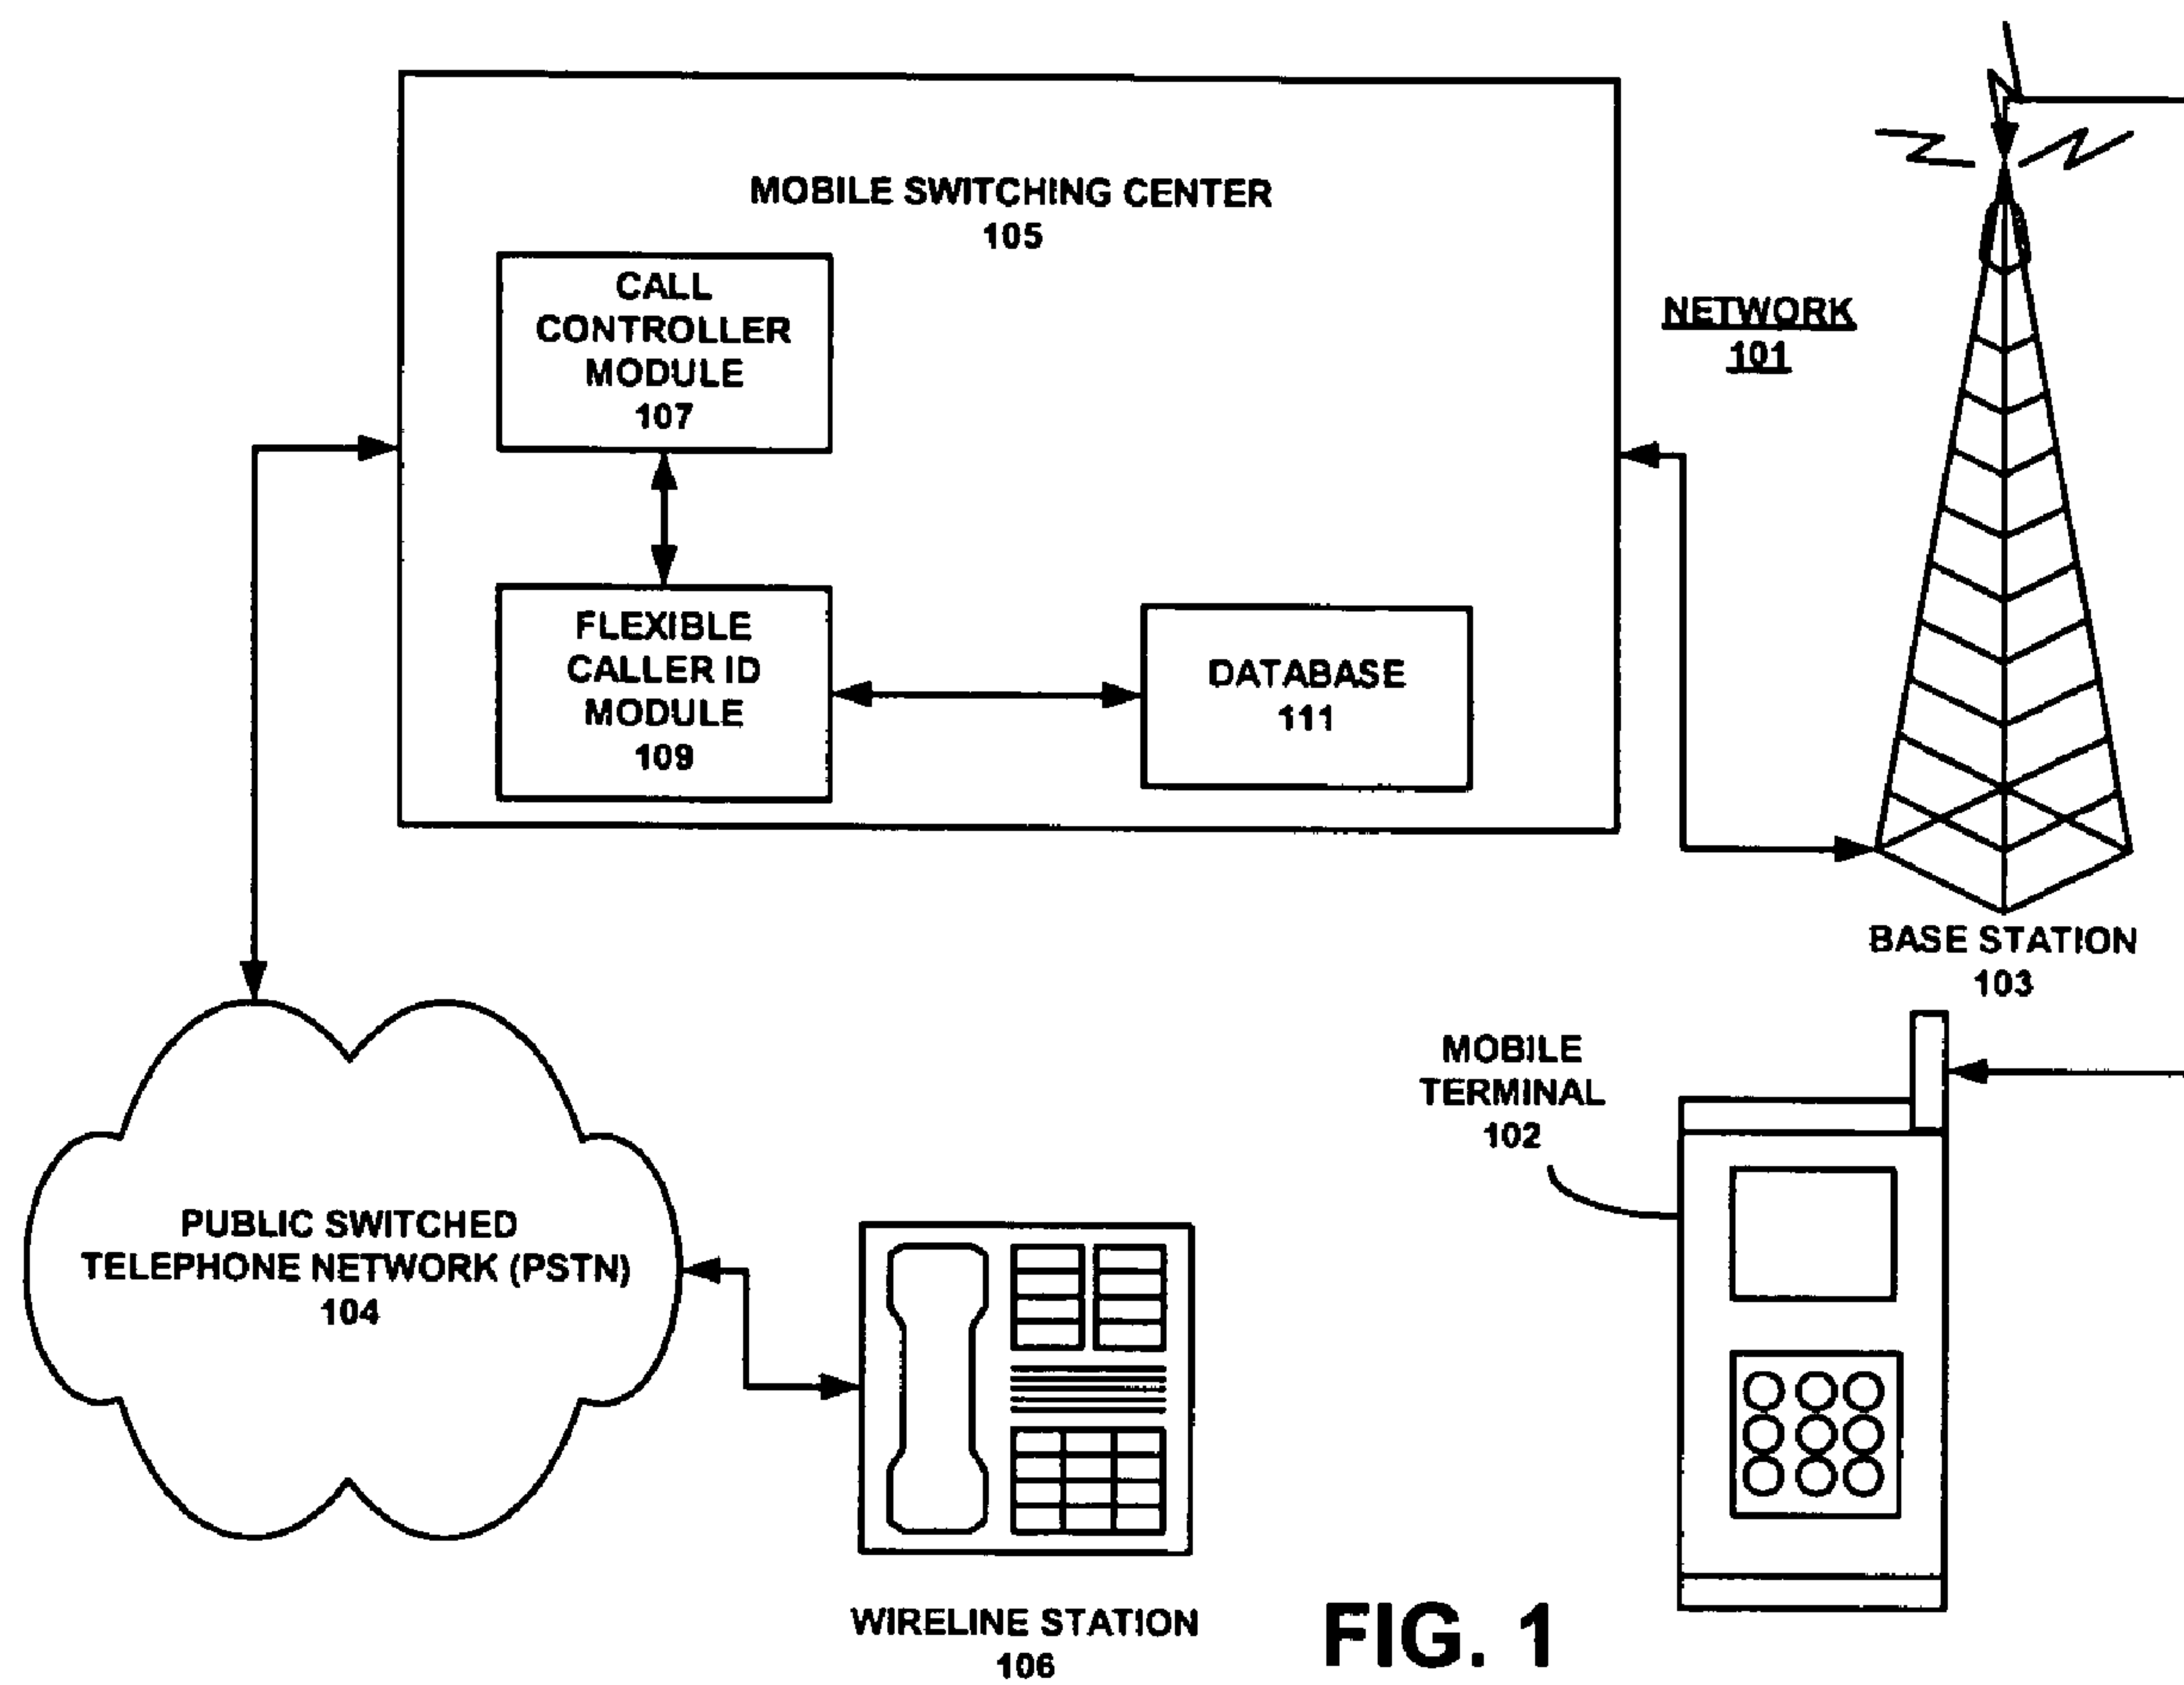 MOBILE SWITCHING CENTER
105
CALL
CONTROLLER
MODULE
107
NETWORK
101
FLEXIBLE
CALLER ID
MODULE
109
DATABASE
111
BASE STATION
103
MOBILE
TERMINAL
102
PUBLIC SWITCHED
TELEPHONE NETWORK (PSTN)
104
WIRELINE STATION
106
FIG. 1